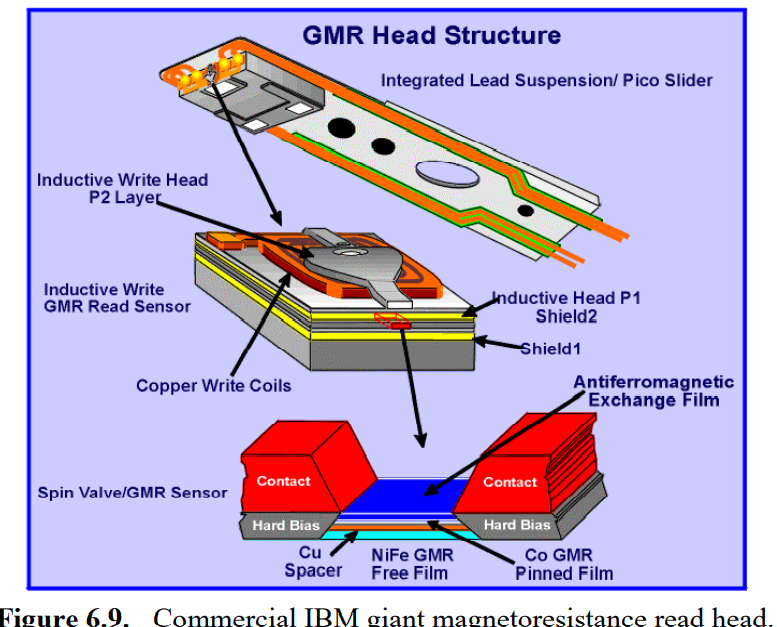 GMR Head Structure
Integrated Lead Suspension/ Pico Slider
Inductive Write Head
P2 Layer
Inductive Write
GMR Read Sensor
Inductive Head P1
Shield2
Shield1
Copper Write Coils
Antiferromagnetic
Exchange Film
Spin Valve/GMR Sensor
Contact
Contact
Hard Bias
Hard Bias
Cu
Spacer
NiFe GMR
Free Film
Co GMR
Pinned Film
Figure 6.9. Commercial IBM giant magnetoresistance read head.